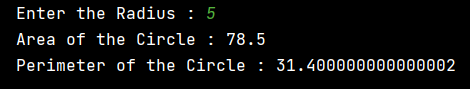 Enter the Radius : 5
Area of the Circle : 78.5
Perimeter of the Circle : 31.400000000000002